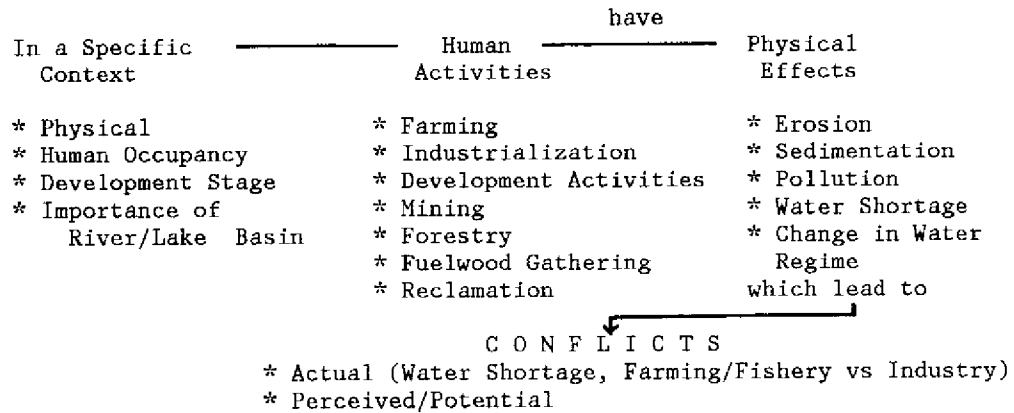 have
In a Specific Human Physical
Context Activities Effects
* Physical * Farming * Erosion
* Human Occupancy * Industrialization * Sedimentation
* Development Stage * Development Activities * Pollution
* Importance of * Mining * Water Shortage
River/Lake Basin * Forestry * Change in Water
* Fuelwood Gathering Regime
* Reclamation which lead to
C O N F L I C T S
* Actual (Water Shortage, Farming/Fishery vs Industry)
* Perceived/Potential